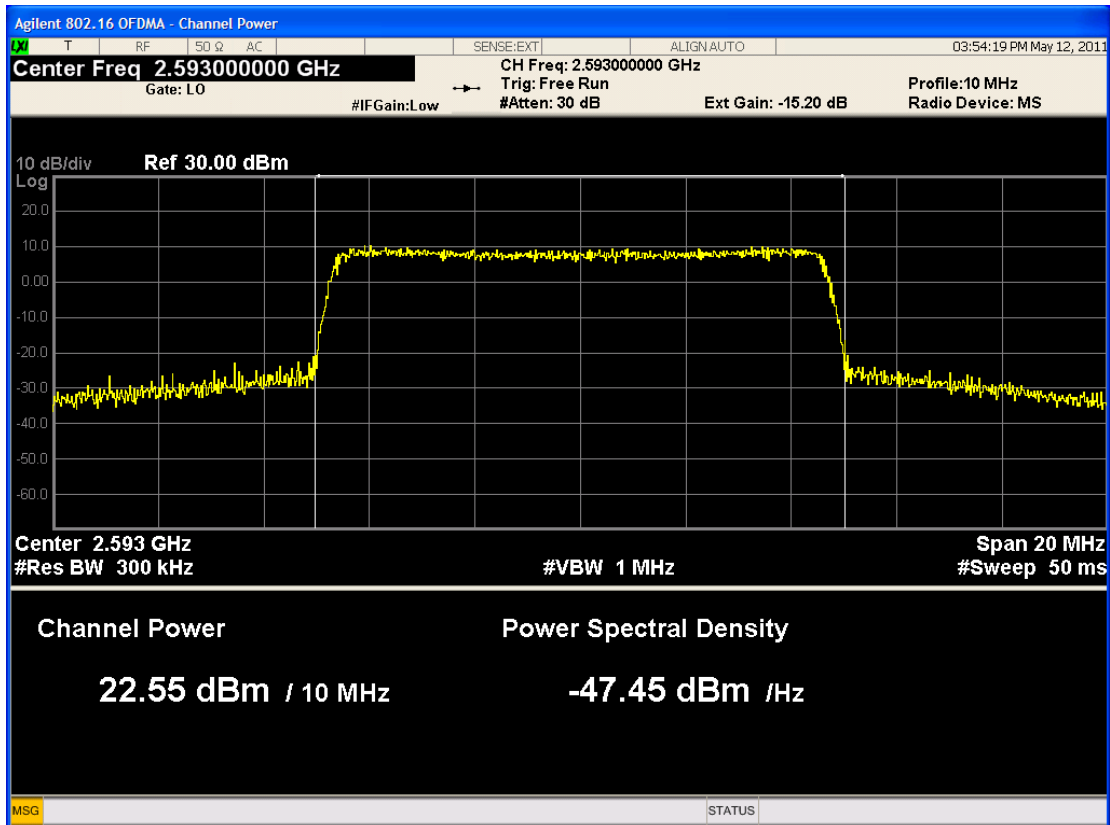 Agilent 802.16 OFDMA - Channel Power
LXI T RF 50 Ω AC SENSE:EXT ALIGN AUTO 03:54:19 PM May 12, 2011
Center Freq 2.593000000 GHz CH Freq: 2.593000000 GHz
Gate: LO Trig: Free Run Profile:10 MHz
#IFGain:Low #Atten: 30 dB Ext Gain: -15.20 dB Radio Device: MS
10 dB/div Ref 30.00 dBm
Log
20.0
10.0
0.00
-10.0
-20.0
-30.0
-40.0
-50.0
-60.0
Center 2.593 GHz Span 20 MHz
#Res BW 300 kHz #VBW 1 MHz #Sweep 50 ms
Channel Power Power Spectral Density
22.55 dBm / 10 MHz -47.45 dBm /Hz
MSG STATUS